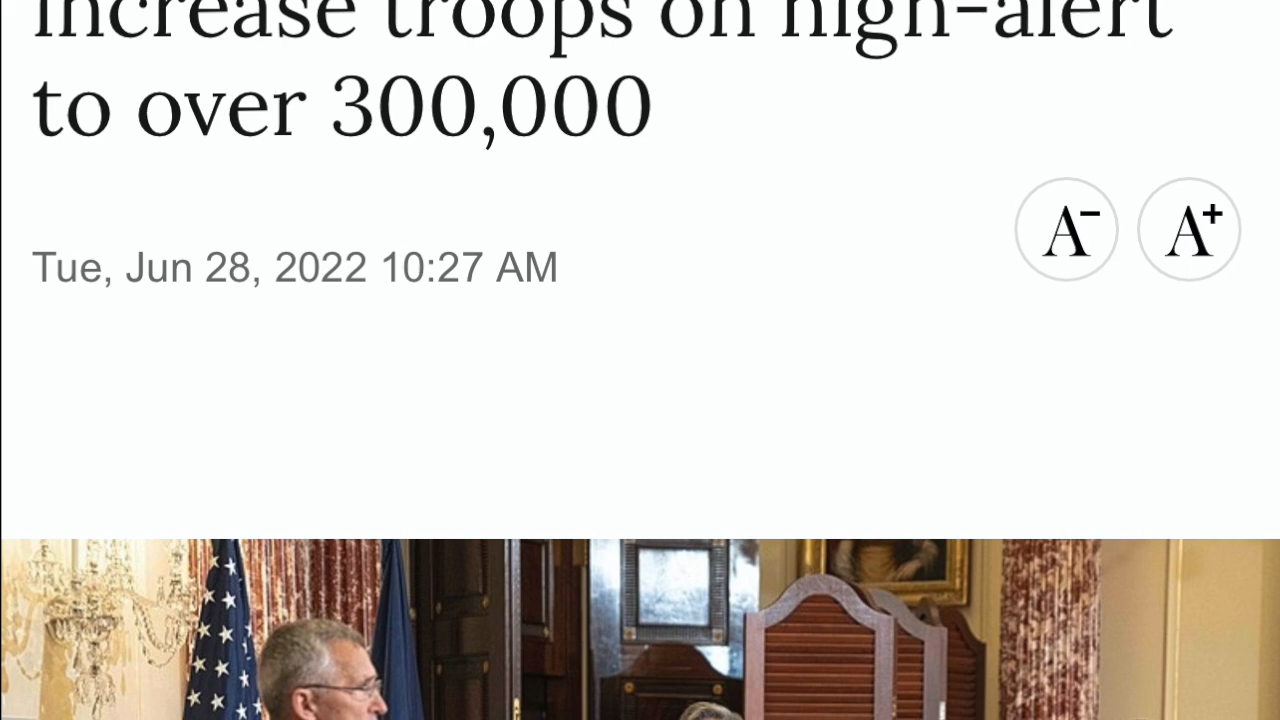 increase troops on high-alert
to over 300,000
Tue, Jun 28, 2022 10:27 AM
A-
A+